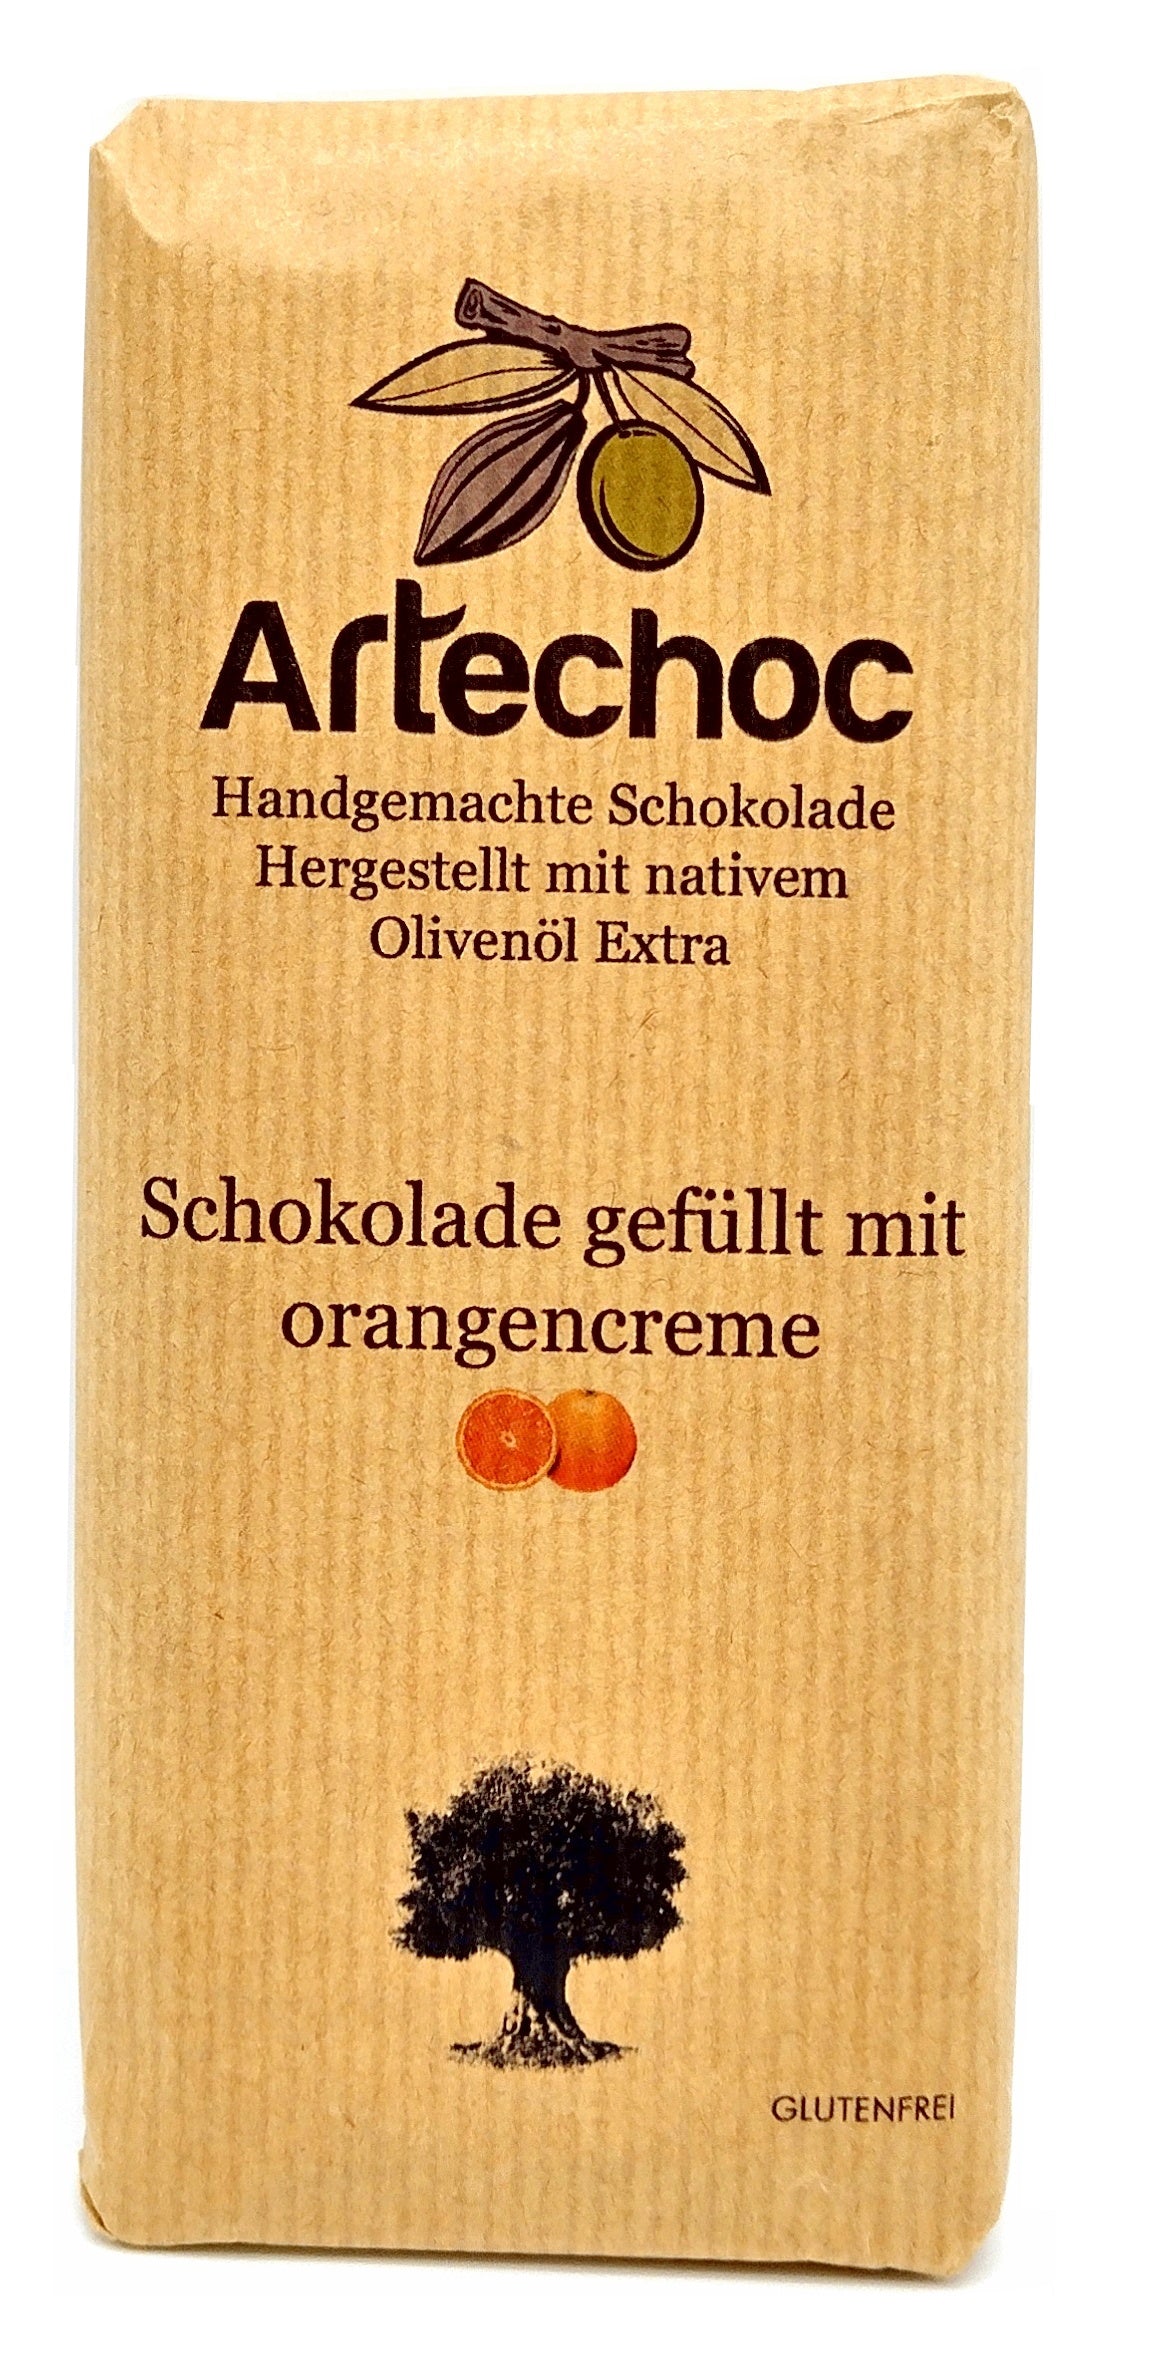 Artechoc
Handgemachte Schokolade
Hergestellt mit nativem
Olivenöl Extra
Schokolade gefüllt mit
orangencreme
GLUTENFREI